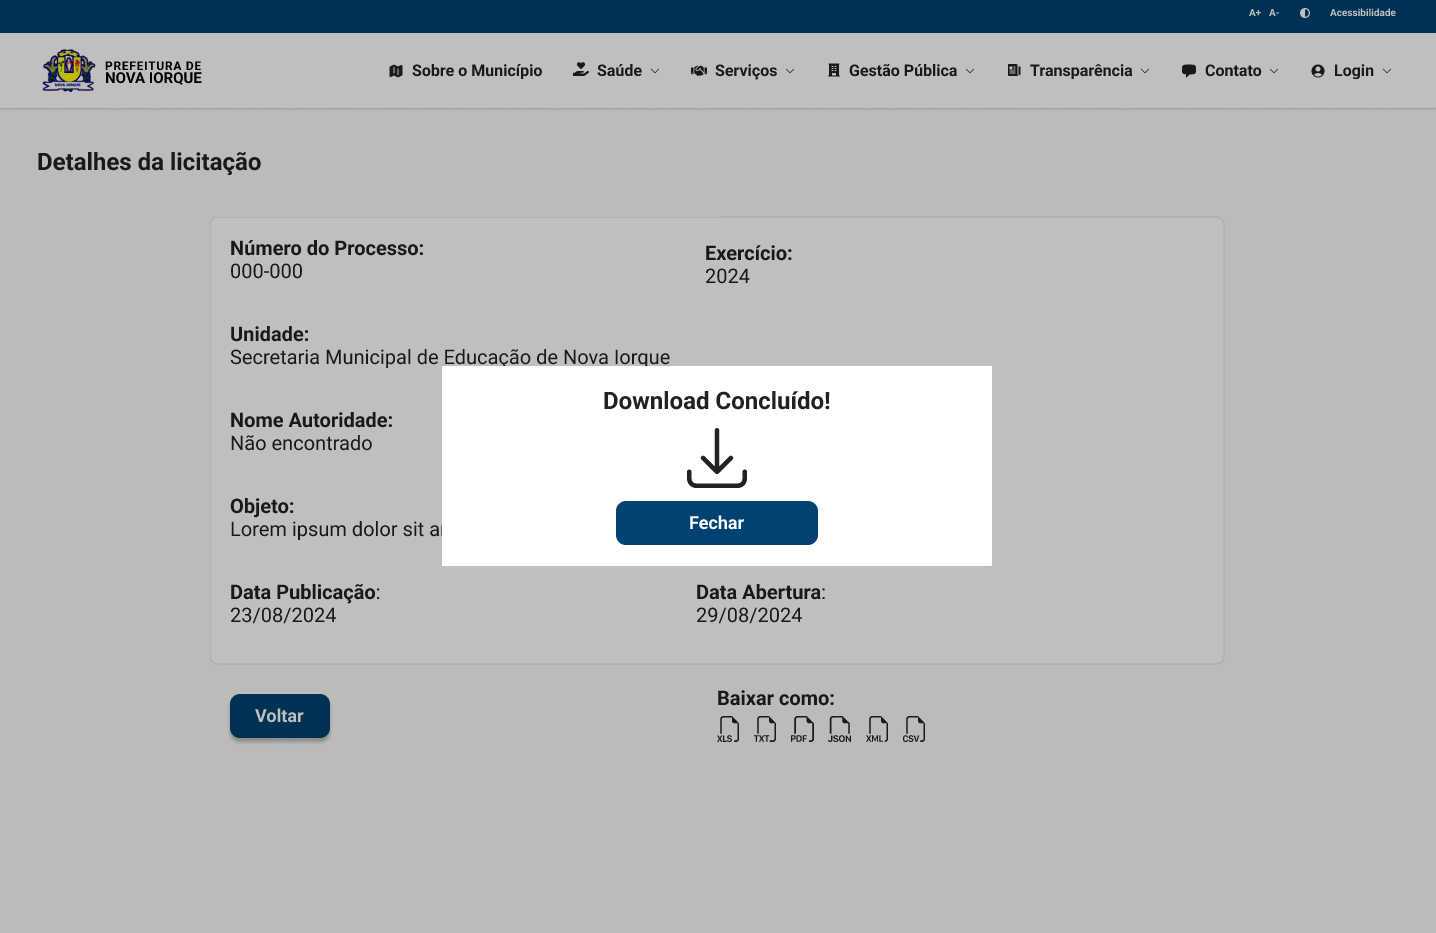 A+ A- Acessibilidade
PREFEITURA DE
NOVA IORQUE
NOVA IORQUE
Sobre o Município Saúde Serviços Gestão Pública Transparência Contato Login
Detalhes da licitação
Número do Processo:
000-000
Exercício:
2024
Unidade:
Secretaria Municipal de Educação de Nova Iorque
Download Concluído!
Nome Autoridade:
Não encontrado
Objeto:
Lorem ipsum dolor sit
Fechar
Data Publicação:
23/08/2024
Data Abertura:
29/08/2024
Voltar
Baixar como:
XLS TXT PDF JSON XML CSV